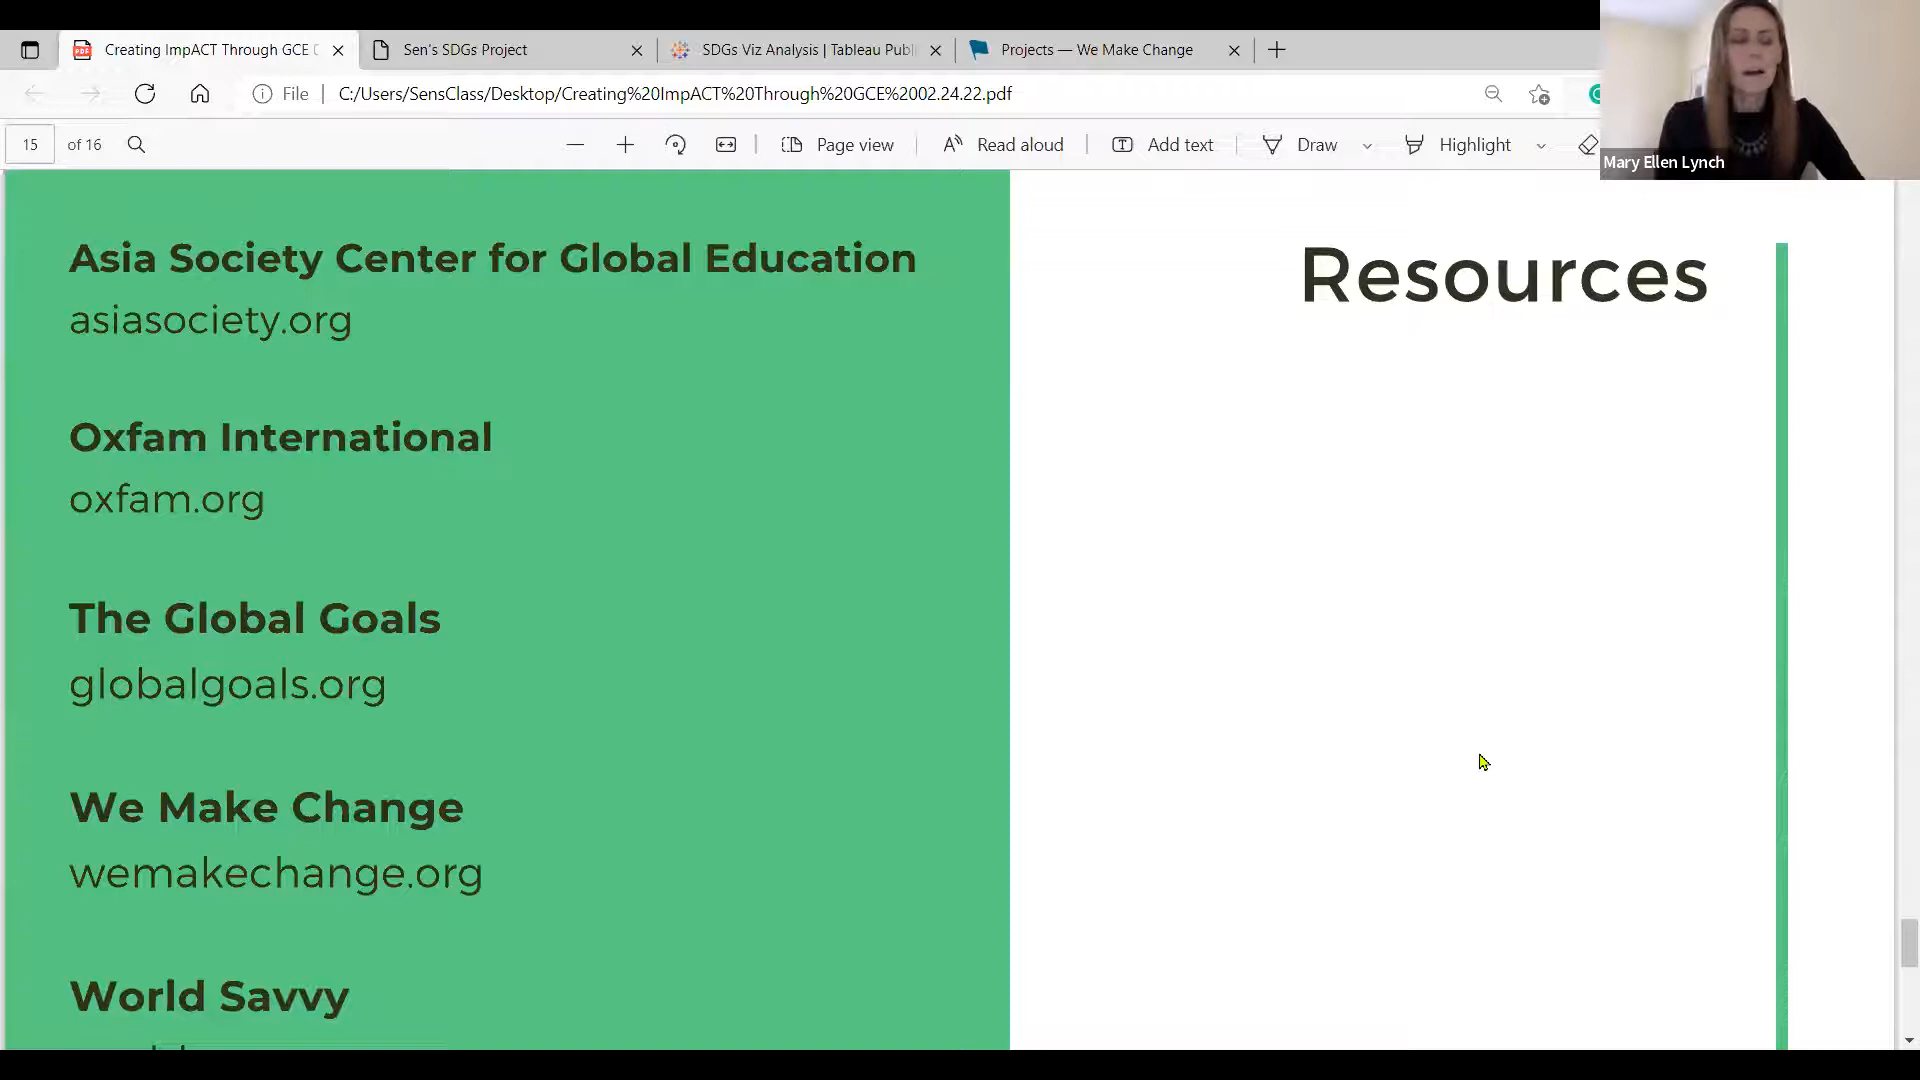 Creating ImpACT Through GCE
Sen's SDGs Project
SDGs Viz Analysis | Tableau Publ
Projects — We Make Change
File
C:/Users/SensClass/Desktop/Creating%20ImpACT%20Through%20GCE%2002.24.22.pdf
15 of 16
Page view
Read aloud
Add text
Draw
Highlight
Mary Ellen Lynch
Asia Society Center for Global Education
asiasociety.org
Oxfam International
oxfam.org
The Global Goals
globalgoals.org
We Make Change
wemakechange.org
World Savvy
Resources